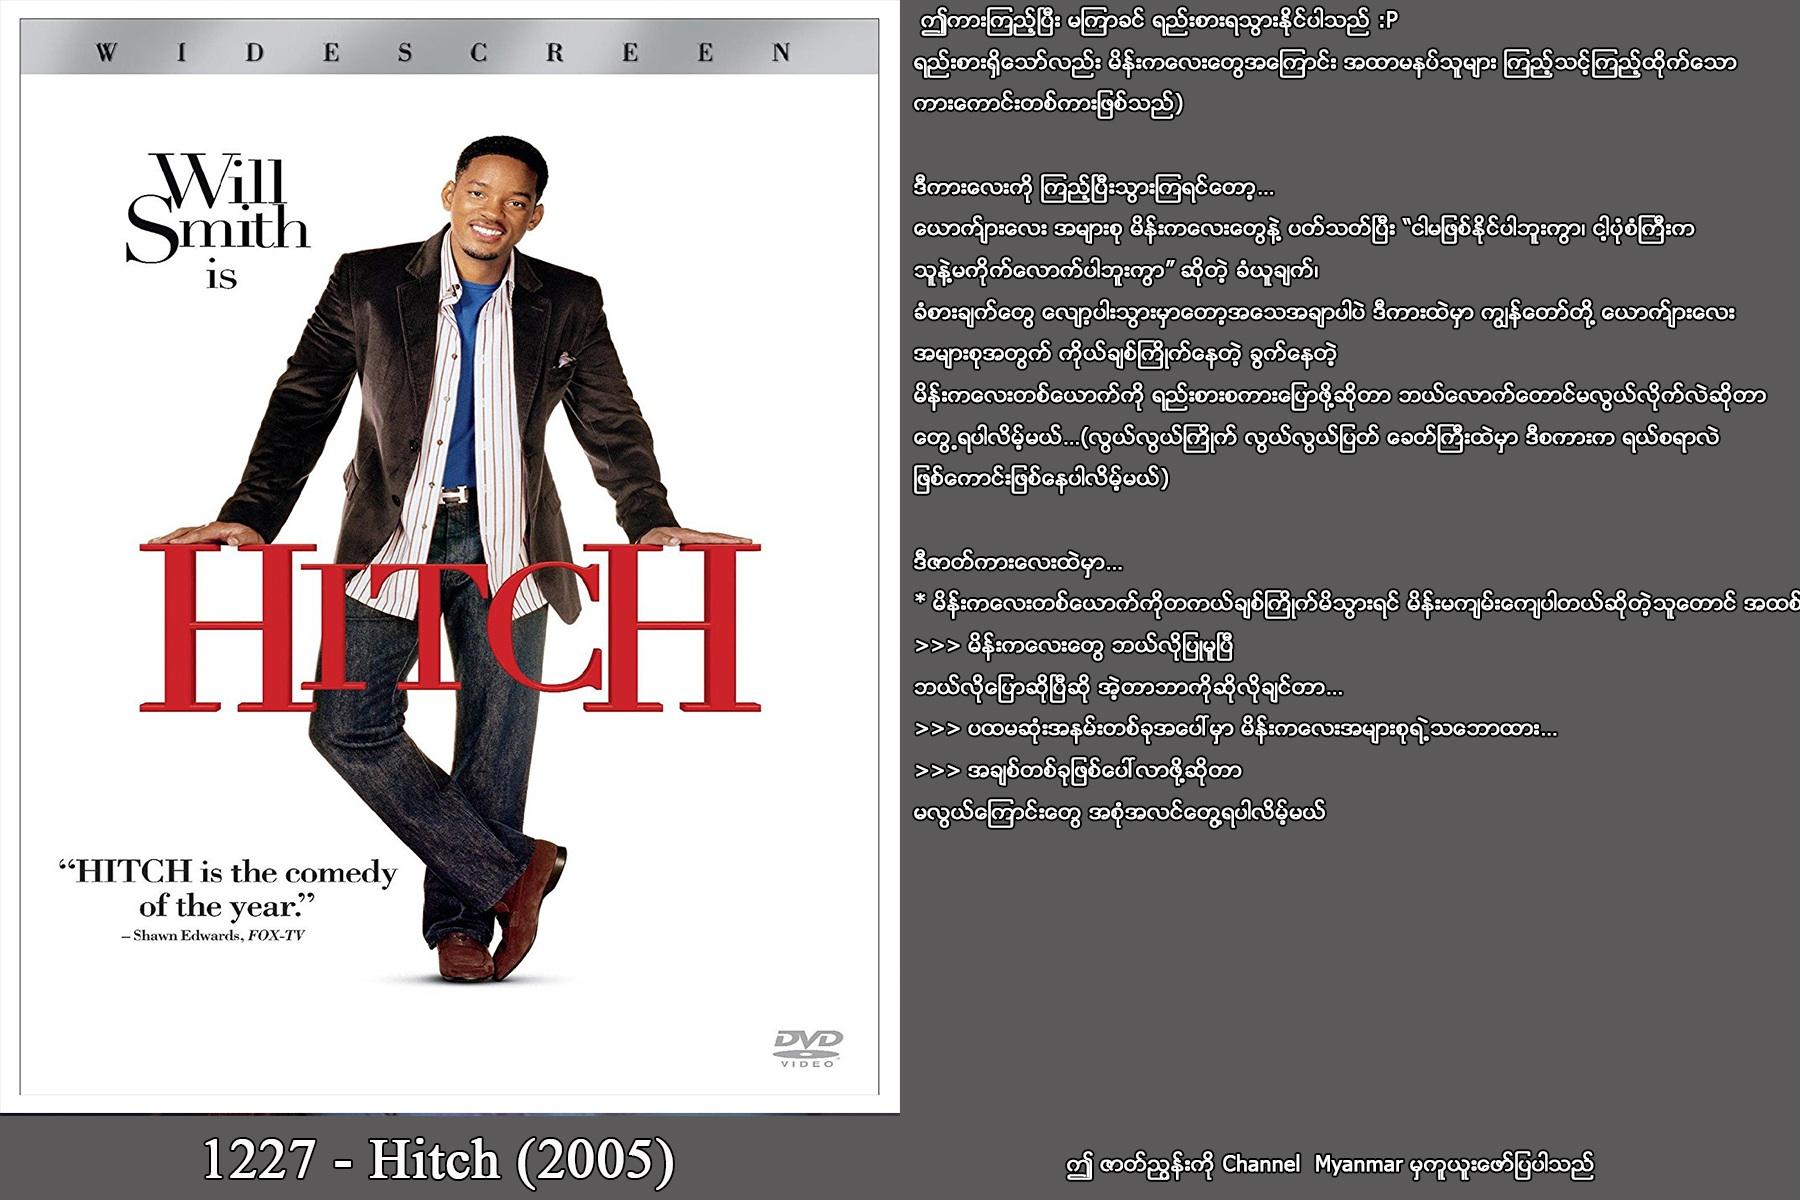 WIDESCREEN
Will
Smith
is
HITCH
“HITCH is the comedy
of the year.”
– Shawn Edwards, FOX-TV
DVD
VIDEO
1227 - Hitch (2005)
ဤကားကြည့်ပြီး မကြာခင် ရည်းစားရသွားနိုင်ပါသည် :P
ရည်းစားရှိသော်လည်း မိန်းကလေးတွေအကြောင်း အထာမနပ်သူများ ကြည့်သင့်ကြည့်ထိုက်သော
ကားကောင်းတစ်ကားဖြစ်သည်)
ဒီကားလေးကို ကြည့်ပြီးသွားကြရင်တော့...
ယောက်ျားလေး အများစု မိန်းကလေးတွေနဲ့ ပတ်သတ်ပြီး “ငါမဖြစ်နိုင်ပါဘူးကွာ၊ ငါ့ပုံစံကြီးက
သူနဲ့မကိုက်လောက်ပါဘူးကွာ” ဆိုတဲ့ ခံယူချက်၊
ခံစားချက်တွေ လျော့ပါးသွားမှာတော့အသေအချာပါပဲ ဒီကားထဲမှာ ကျွန်တော်တို့ ယောက်ျားလေး
အများစုအတွက် ကိုယ်ချစ်ကြိုက်နေတဲ့ ခွက်နေတဲ့
မိန်းကလေးတစ်ယောက်ကို ရည်းစားစကားပြောဖို့ဆိုတာ ဘယ်လောက်တောင်မလွယ်လိုက်လဲဆိုတာ
တွေ့ရပါလိမ့်မယ်...(လွယ်လွယ်ကြိုက် လွယ်လွယ်ပြတ် ခေတ်ကြီးထဲမှာ ဒီစကားက ရယ်စရာလဲ
ဖြစ်ကောင်းဖြစ်နေပါလိမ့်မယ်)
ဒီဇာတ်ကားလေးထဲမှာ...
* မိန်းကလေးတစ်ယောက်ကိုတကယ်ချစ်ကြိုက်မိသွားရင် မိန်းမကျမ်းကျေပါတယ်ဆိုတဲ့သူတောင် အထစ်
>>> မိန်းကလေးတွေ ဘယ်လိုပြုမူပြီ
ဘယ်လိုပြောဆိုပြီဆို အဲ့တာဘာကိုဆိုလိုချင်တာ...
>>> ပထမဆုံးအနမ်းတစ်ခုအပေါ်မှာ မိန်းကလေးအများစုရဲ့သဘောထား...
>>> အချစ်တစ်ခုဖြစ်ပေါ်လာဖို့ဆိုတာ
မလွယ်ကြောင်းတွေ အစုံအလင်တွေ့ရပါလိမ့်မယ်
ဤ ဇာတ်ညွှန်းကို Channel Myanmar မှကူယူးဖော်ပြပါသည်